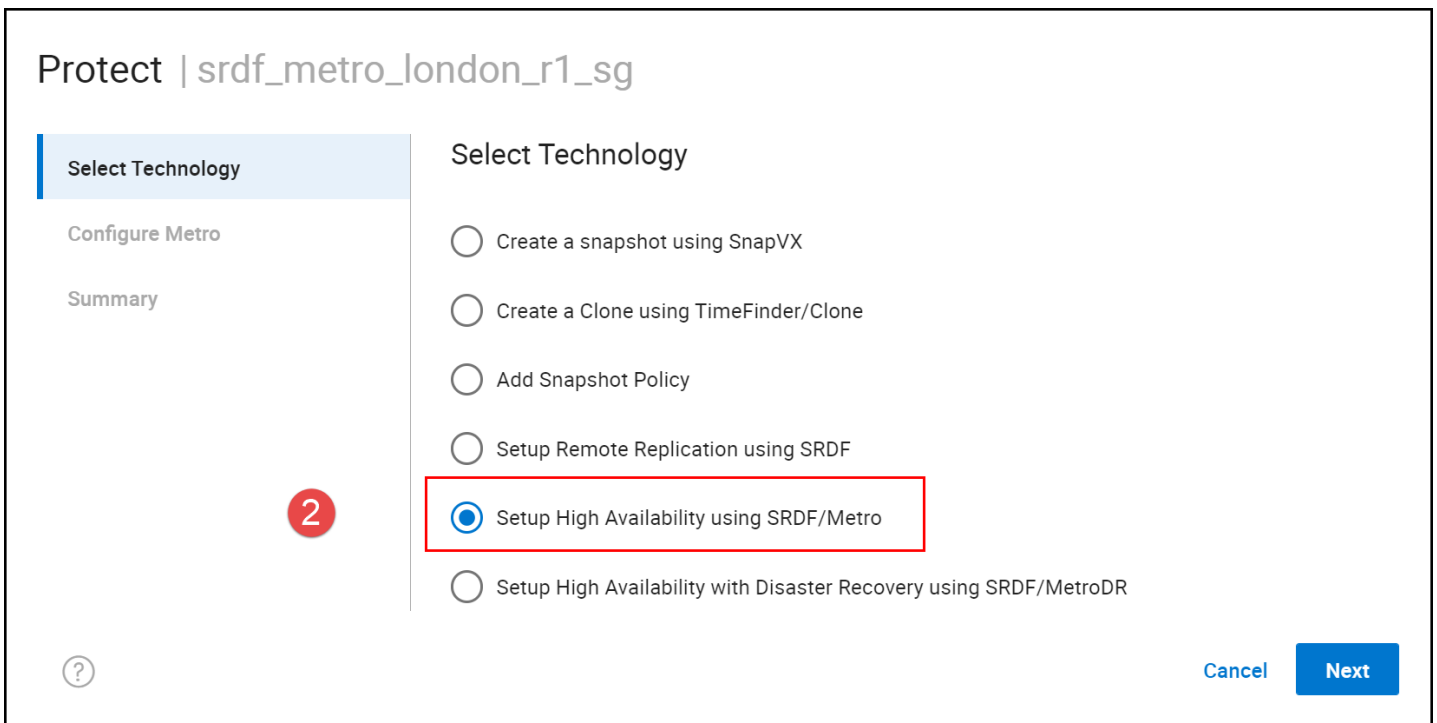 Protect | srdf_metro_london_r1_sg
Select Technology
Configure Metro
Summary
Select Technology
Create a snapshot using SnapVX
Create a Clone using TimeFinder/Clone
Add Snapshot Policy
Setup Remote Replication using SRDF
2
Setup High Availability using SRDF/Metro
Setup High Availability with Disaster Recovery using SRDF/MetroDR
?
Cancel
Next